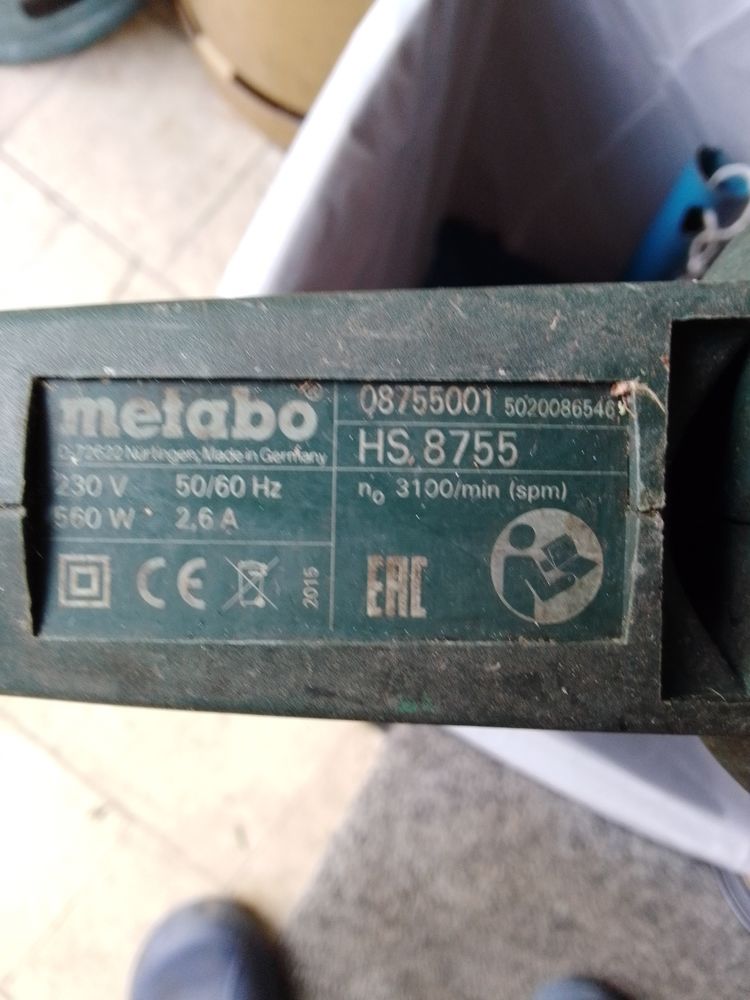 metabo®
D-72622 Nürtingen, Made in Germany
230 V 50/60 Hz
560 W 2,6 A
CE
2015
08755001 5020086546
HS 8755
n₀ 3100/min (spm)
EAC